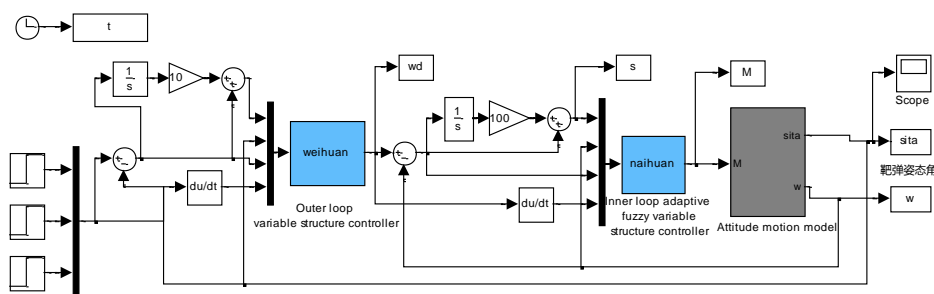 t
1
s
10
wd
s
M
Scope
1
s
100
weihuan
naihuan
M
sita
w
sita
靶弹姿态角
w
du/dt
du/dt
Outer loop
variable structure controller
Inner loop adaptive
fuzzy variable
structure controller
Attitude motion model